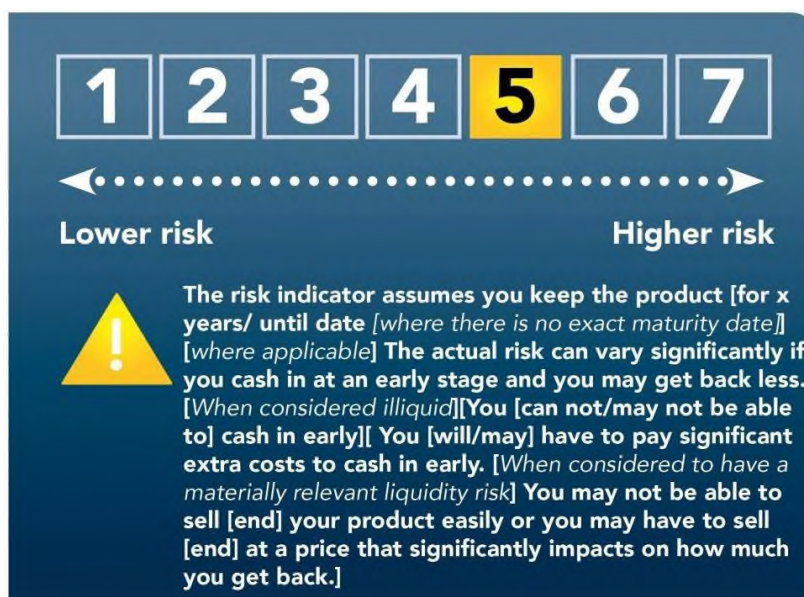 1 2 3 4 5 6 7
Lower risk Higher risk
!
The risk indicator assumes you keep the product [for x
years/ until date [where there is no exact maturity date]]
[where applicable] The actual risk can vary significantly if
you cash in at an early stage and you may get back less.
[When considered illiquid][You [can not/may not be able
to] cash in early][ You [will/may] have to pay significant
extra costs to cash in early. [When considered to have a
materially relevant liquidity risk] You may not be able to
sell [end] your product easily or you may have to sell
[end] at a price that significantly impacts on how much
you get back.]